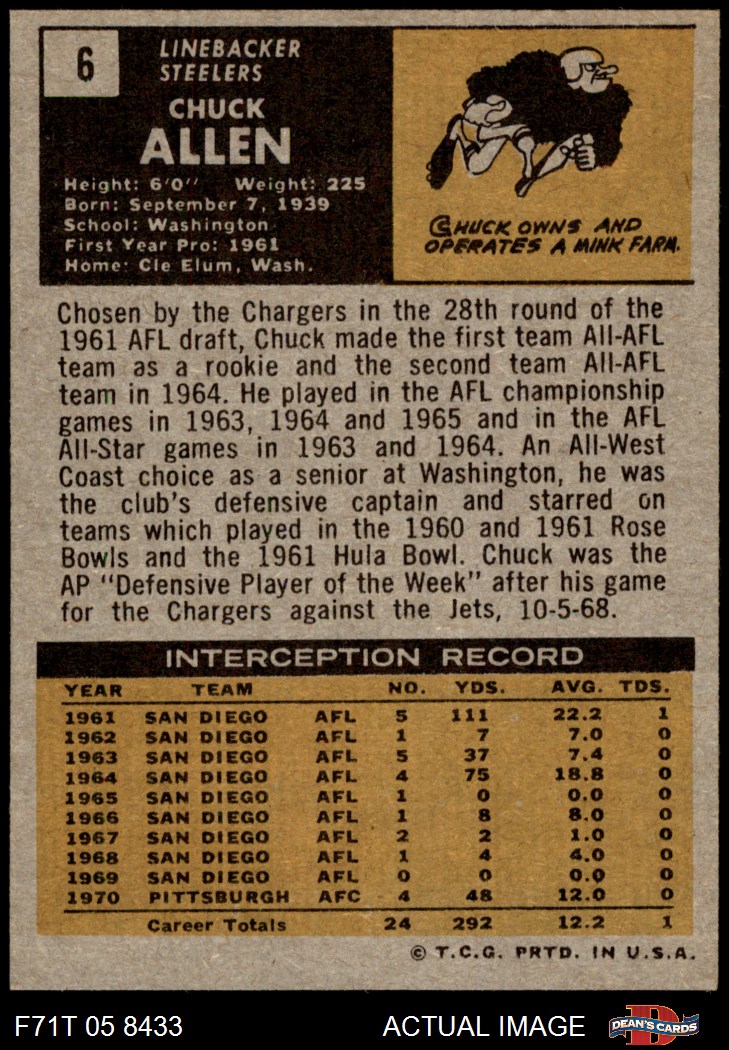 6
LINEBACKER
STEELERS
CHUCK
ALLEN
Height: 6'0" Weight: 225
Born: September 7, 1939
School: Washington
First Year Pro: 1961
Home: Cle Elum, Wash.
CHUCK OWNS AND
OPERATES A MINK FARM.
Chosen by the Chargers in the 28th round of the
1961 AFL draft, Chuck made the first team All-AFL
team as a rookie and the second team All-AFL
team in 1964. He played in the AFL championship
games in 1963, 1964 and 1965 and in the AFL
All-Star games in 1963 and 1964. An All-West
Coast choice as a senior at Washington, he was
the club's defensive captain and starred on
teams which played in the 1960 and 1961 Rose
Bowls and the 1961 Hula Bowl. Chuck was the
AP "Defensive Player of the Week" after his game
for the Chargers against the Jets, 10-5-68.
INTERCEPTION RECORD
YEAR TEAM NO. YDS. AVG. TDS.
1961 SAN DIEGO AFL 5 111 22.2 1
1962 SAN DIEGO AFL 1 7 7.0 0
1963 SAN DIEGO AFL 5 37 7.4 0
1964 SAN DIEGO AFL 4 75 18.8 0
1965 SAN DIEGO AFL 1 0 0.0 0
1966 SAN DIEGO AFL 1 8 8.0 0
1967 SAN DIEGO AFL 2 2 1.0 0
1968 SAN DIEGO AFL 1 4 4.0 0
1969 SAN DIEGO AFL 0 0 0.0 0
1970 PITTSBURGH AFC 4 48 12.0 0
Career Totals 24 292 12.2 1
© T.C.G. PRTD. IN U.S.A.
F71T 05 8433 ACTUAL IMAGE D DEAN'S CARDS